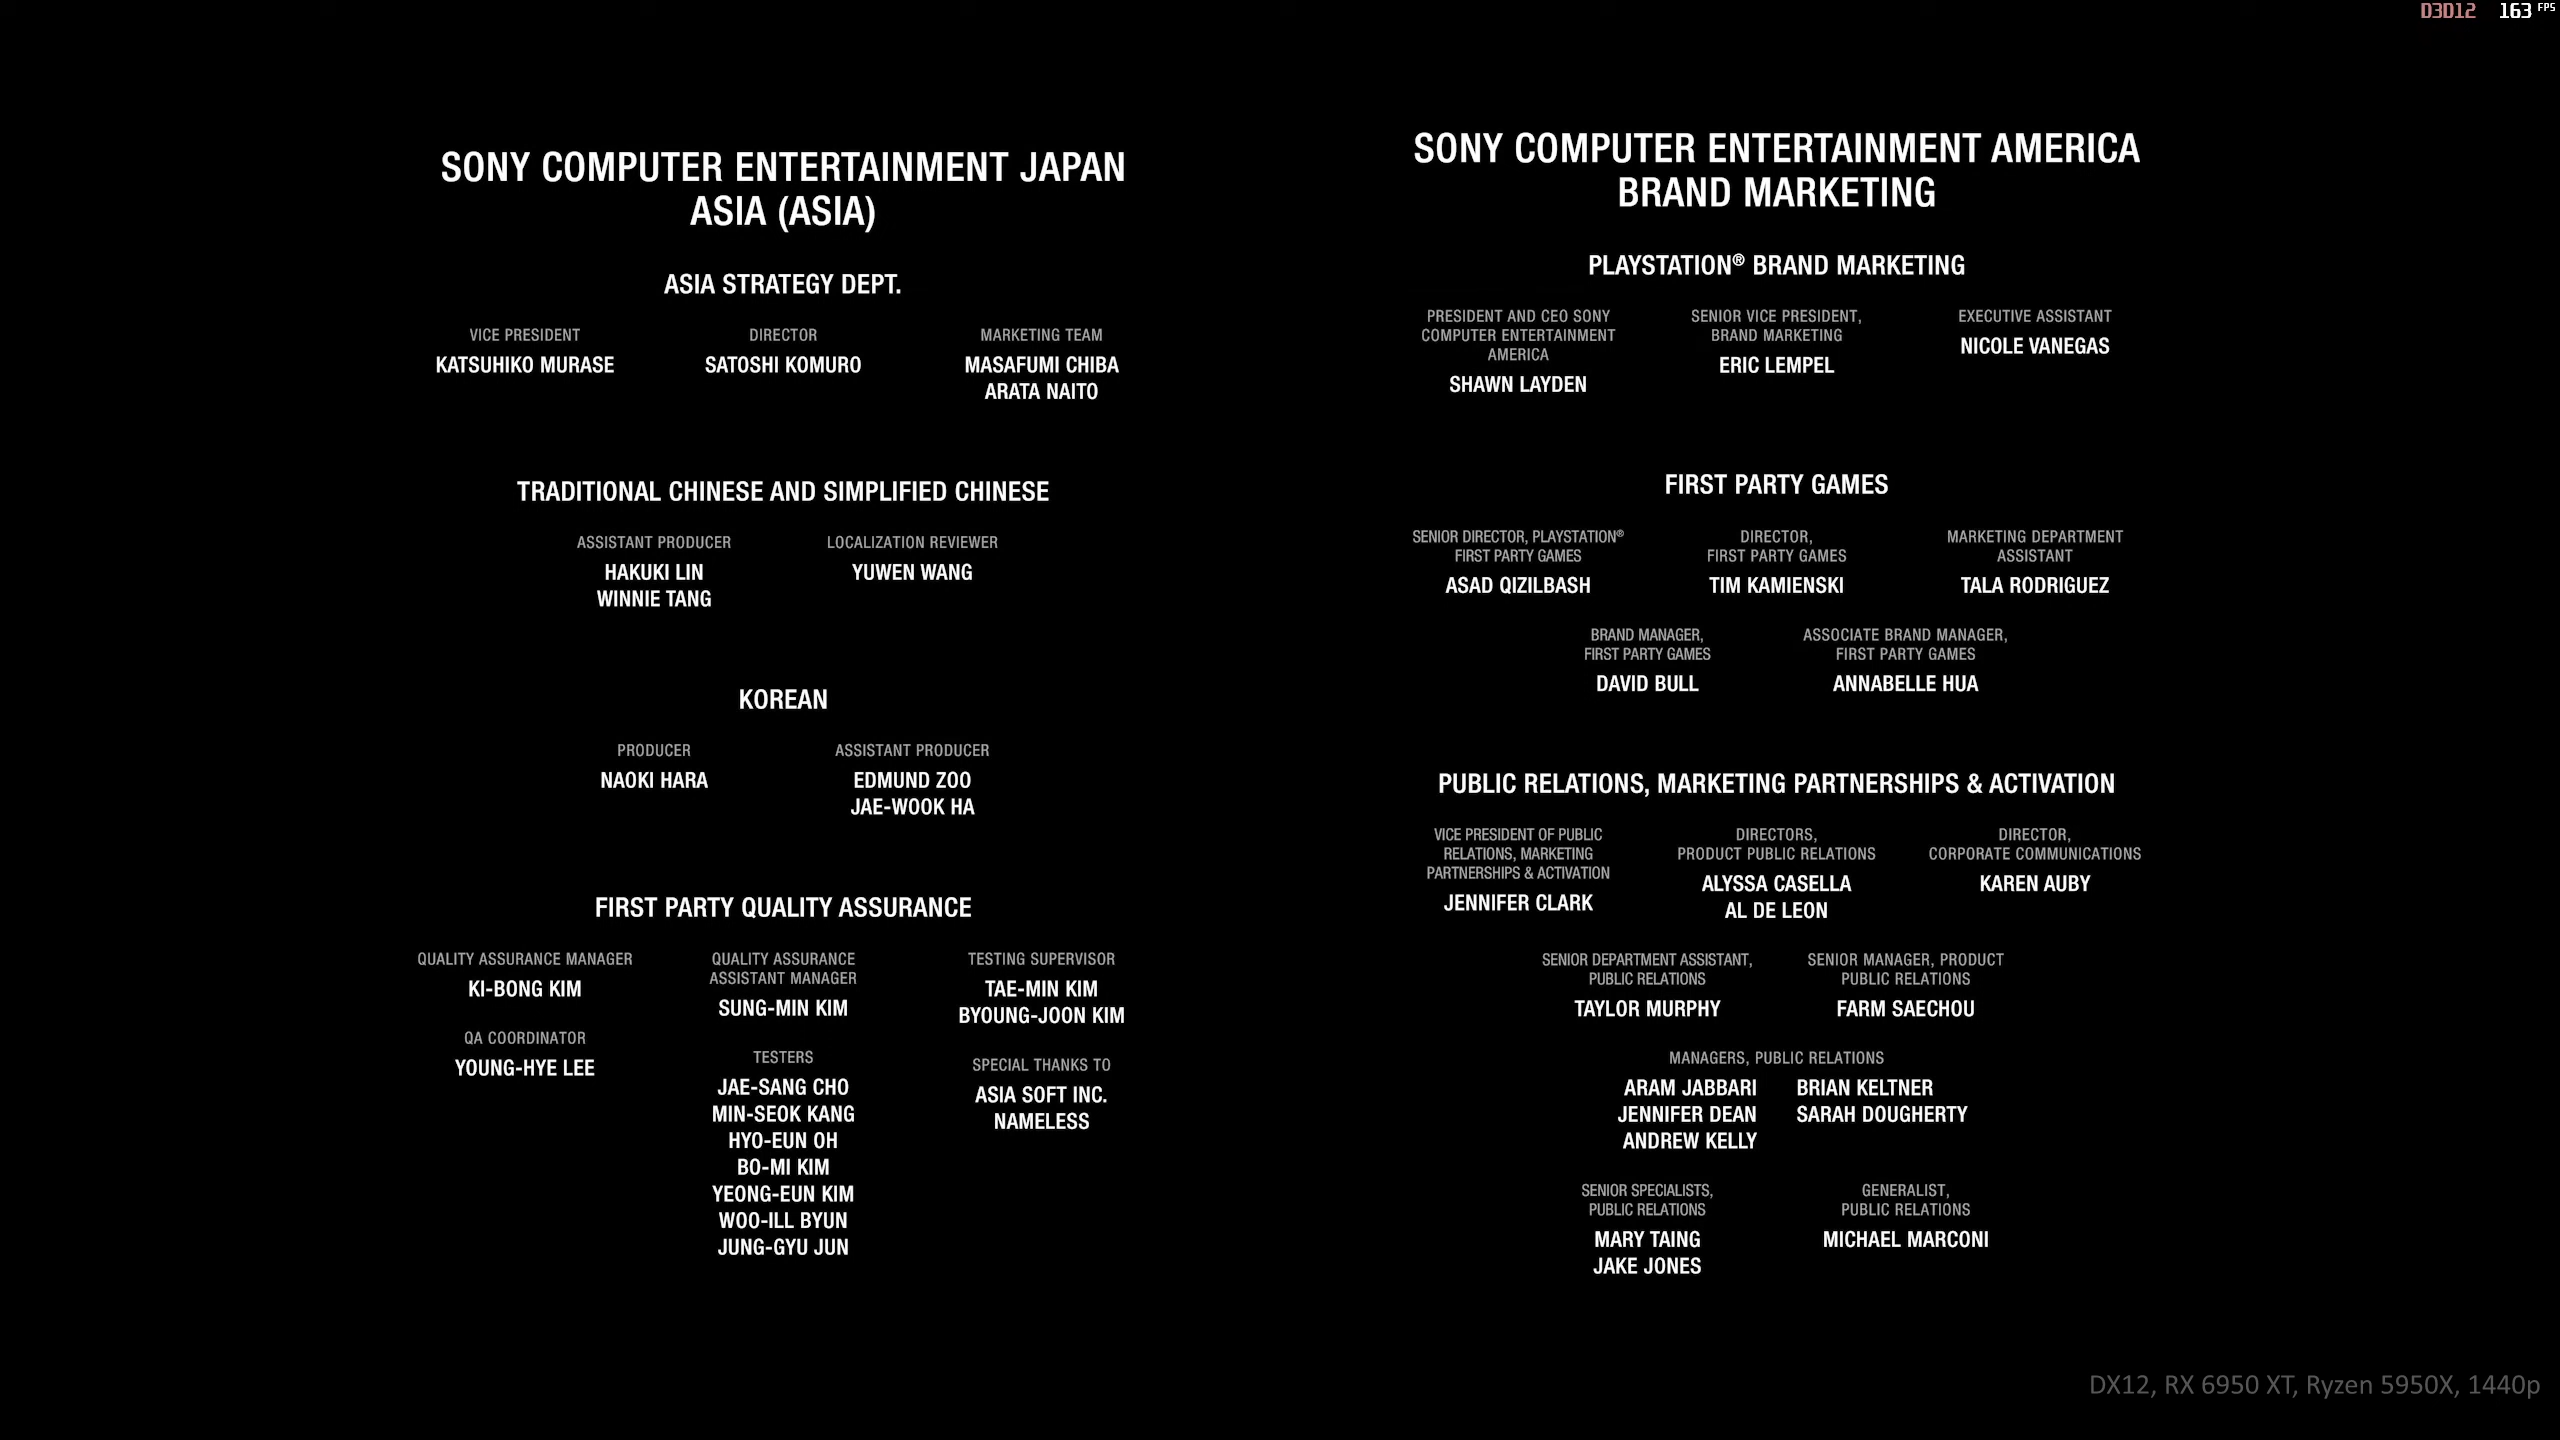 D3D12 163 FPS
SONY COMPUTER ENTERTAINMENT JAPAN
ASIA (ASIA)
ASIA STRATEGY DEPT.
VICE PRESIDENT
KATSUHIKO MURASE
DIRECTOR
SATOSHI KOMURO
MARKETING TEAM
MASAFUMI CHIBA
ARATA NAITO
TRADITIONAL CHINESE AND SIMPLIFIED CHINESE
ASSISTANT PRODUCER
HAKUKI LIN
WINNIE TANG
LOCALIZATION REVIEWER
YUWEN WANG
KOREAN
PRODUCER
NAOKI HARA
ASSISTANT PRODUCER
EDMUND ZOO
JAE-WOOK HA
FIRST PARTY QUALITY ASSURANCE
QUALITY ASSURANCE MANAGER
KI-BONG KIM
QA COORDINATOR
YOUNG-HYE LEE
QUALITY ASSURANCE
ASSISTANT MANAGER
SUNG-MIN KIM
TESTERS
JAE-SANG CHO
MIN-SEOK KANG
HYO-EUN OH
BO-MI KIM
YEONG-EUN KIM
WOO-ILL BYUN
JUNG-GYU JUN
TESTING SUPERVISOR
TAE-MIN KIM
BYOUNG-JOON KIM
SPECIAL THANKS TO
ASIA SOFT INC.
NAMELESS
SONY COMPUTER ENTERTAINMENT AMERICA
BRAND MARKETING
PLAYSTATION® BRAND MARKETING
PRESIDENT AND CEO SONY
COMPUTER ENTERTAINMENT
AMERICA
SHAWN LAYDEN
SENIOR VICE PRESIDENT,
BRAND MARKETING
ERIC LEMPEL
EXECUTIVE ASSISTANT
NICOLE VANEGAS
FIRST PARTY GAMES
SENIOR DIRECTOR, PLAYSTATION®
FIRST PARTY GAMES
ASAD QIZILBASH
DIRECTOR,
FIRST PARTY GAMES
TIM KAMIENSKI
MARKETING DEPARTMENT
ASSISTANT
TALA RODRIGUEZ
BRAND MANAGER,
FIRST PARTY GAMES
DAVID BULL
ASSOCIATE BRAND MANAGER,
FIRST PARTY GAMES
ANNABELLE HUA
PUBLIC RELATIONS, MARKETING PARTNERSHIPS & ACTIVATION
VICE PRESIDENT OF PUBLIC
RELATIONS, MARKETING
PARTNERSHIPS & ACTIVATION
JENNIFER CLARK
DIRECTORS,
PRODUCT PUBLIC RELATIONS
ALYSSA CASELLA
AL DE LEON
DIRECTOR,
CORPORATE COMMUNICATIONS
KAREN AUBY
SENIOR DEPARTMENT ASSISTANT,
PUBLIC RELATIONS
TAYLOR MURPHY
SENIOR MANAGER, PRODUCT
PUBLIC RELATIONS
FARM SAECHOU
MANAGERS, PUBLIC RELATIONS
ARAM JABBARI BRIAN KELTNER
JENNIFER DEAN SARAH DOUGHERTY
ANDREW KELLY
SENIOR SPECIALISTS,
PUBLIC RELATIONS
MARY TAING
JAKE JONES
GENERALIST,
PUBLIC RELATIONS
MICHAEL MARCONI
DX12, RX 6950 XT, Ryzen 5950X, 1440p